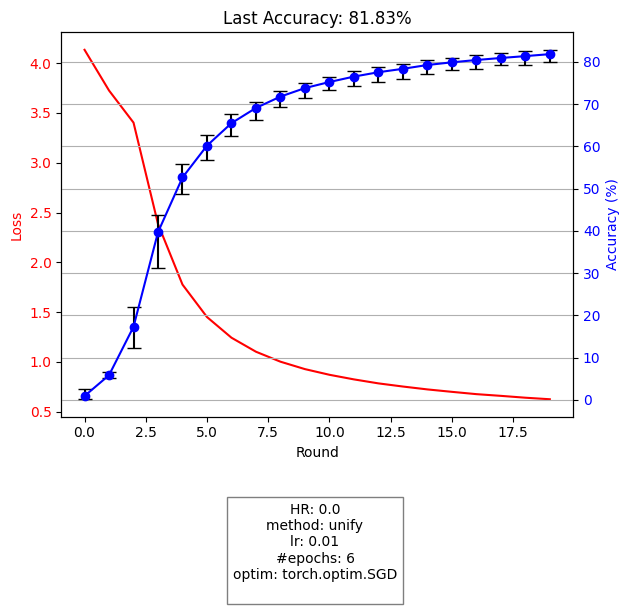 Last Accuracy: 81.83%
4.0
3.5
3.0
2.5
2.0
1.5
1.0
0.5
Loss
80
70
60
50
40
30
20
10
0
Accuracy (%)
0.0 2.5 5.0 7.5 10.0 12.5 15.0 17.5
Round
HR: 0.0
method: unify
lr: 0.01
#epochs: 6
optim: torch.optim.SGD